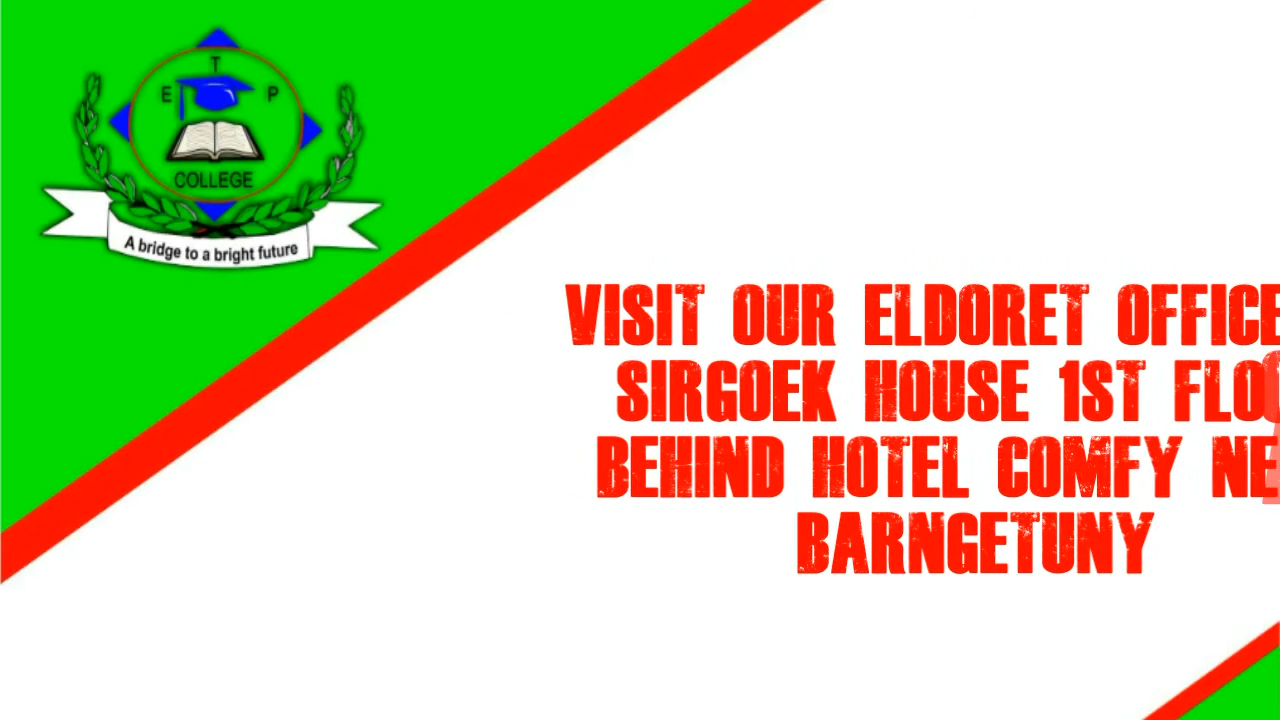 T
E P
COLLEGE
A bridge to a bright future
VISIT OUR ELDORET OFFICE
SIRGOEK HOUSE 1ST
BEHIND HOTEL COMFY
BARNGETUNY